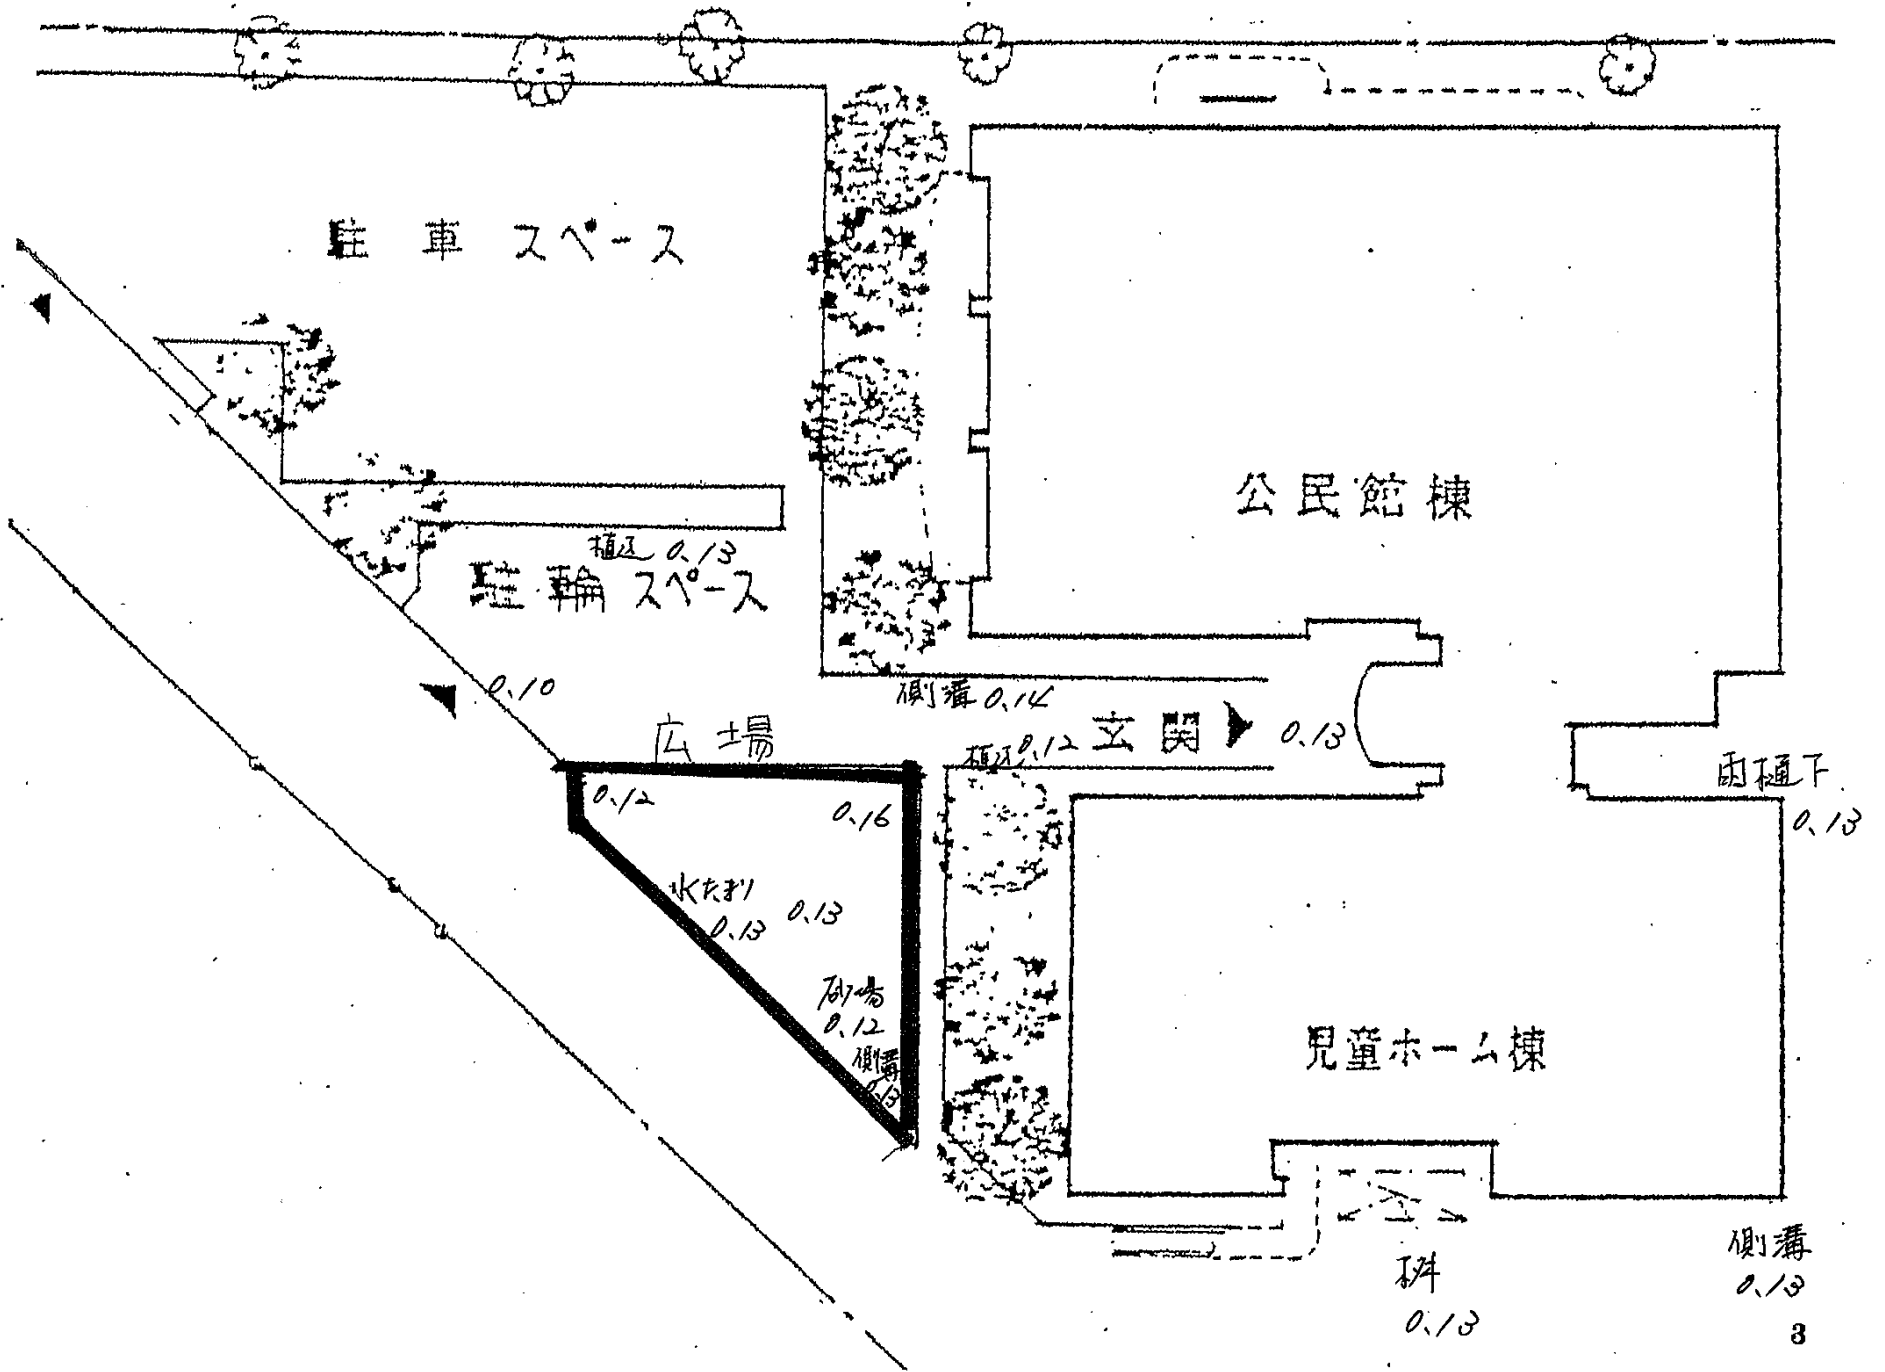 駐車スペース
公民館棟
植込 0.13
駐輪スペース
0.10
側溝 0.14
広場
植込 0.12
玄関
0.13
雨樋下
0.13
0.12
0.16
水たまり
0.13
0.13
砂場
0.12
側溝
0.13
児童ホーム棟
側溝
0.13
桝
0.13
3